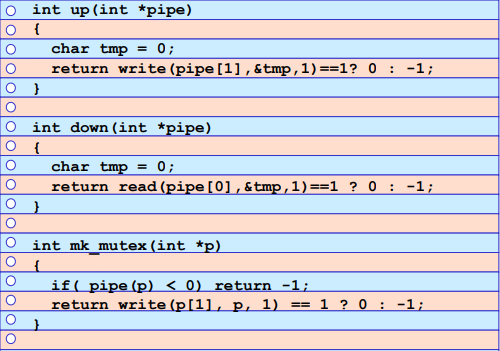 int up(int *pipe)
{
  char tmp = 0;
  return write(pipe[1],&tmp,1)==1? 0 : -1;
}

int down(int *pipe)
{
  char tmp = 0;
  return read(pipe[0],&tmp,1)==1 ? 0 : -1;
}

int mk_mutex(int *p)
{
  if( pipe(p) < 0) return -1;
  return write(p[1], p, 1) == 1 ? 0 : -1;
}